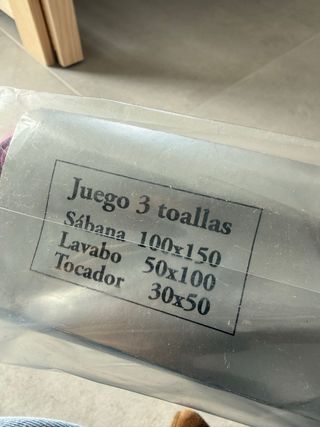 Juego 3 toallas
Sábana 100x150
Lavabo 50x100
Tocador 30x50